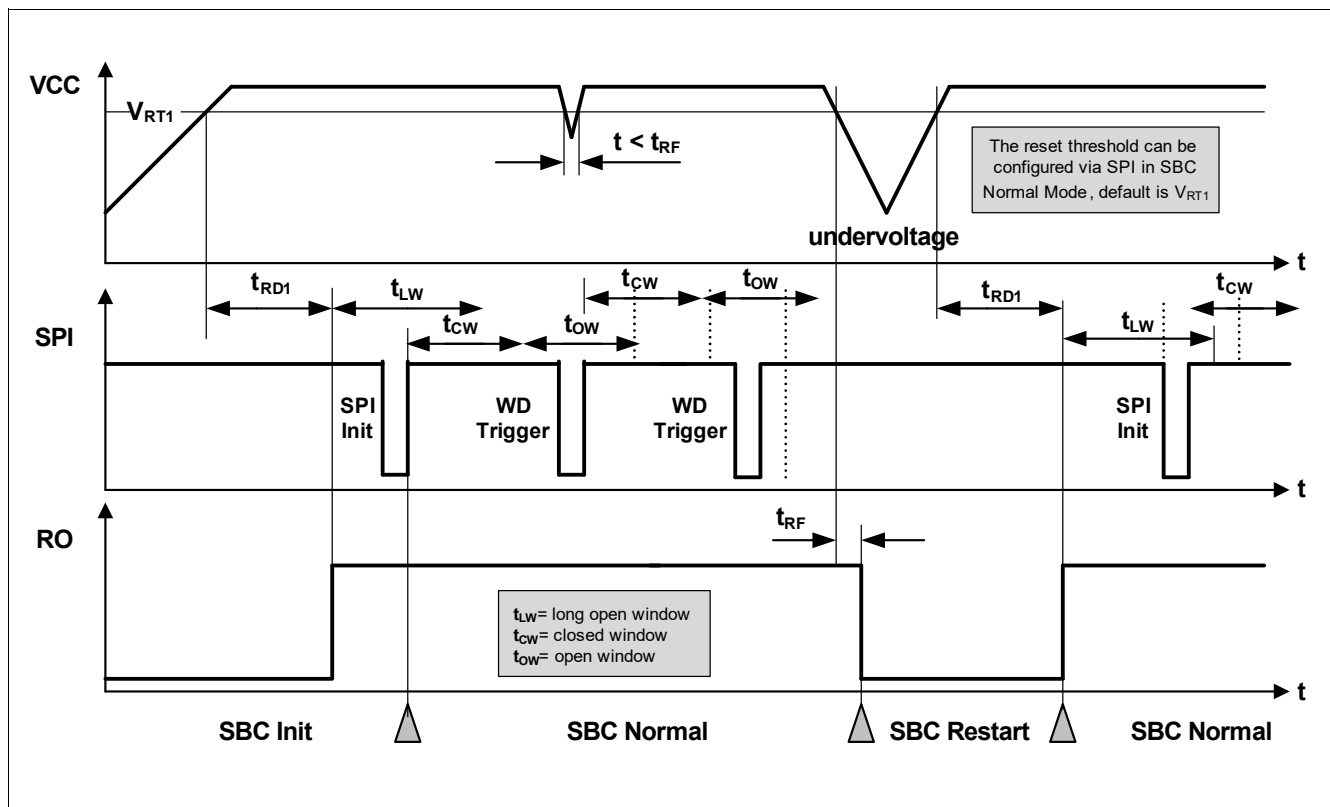 VCC
VRT1
t < tRF
The reset threshold can be
configured via SPI in SBC
Normal Mode, default is VRT1
undervoltage
t
tRD1
tLW
tCW
tOW
tCW
tOW
tRD1
tLW
tCW
SPI
SPI
Init
WD
Trigger
WD
Trigger
SPI
Init
t
RO
tRF
tLW= long open window
tCW= closed window
tOW= open window
t
SBC Init
SBC Normal
SBC Restart
SBC Normal